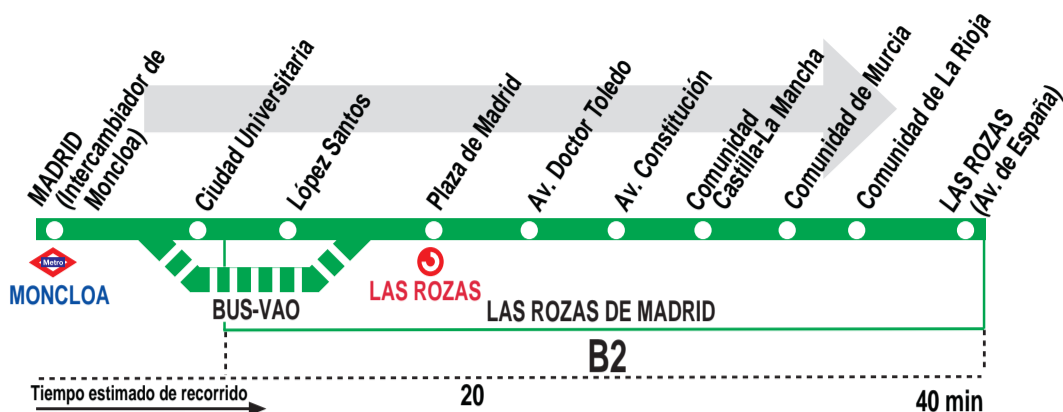 MADRID
(Intercambiador de
Moncloa)
Ciudad Universitaria
López Santos
Plaza de Madrid
Av. Doctor Toledo
Av. Constitución
Comunidad
Castilla-La Mancha
Comunidad de Murcia
Comunidad de La Rioja
LAS ROZAS
(Av. de España)
Metro
MONCLOA
BUS-VAO
LAS ROZAS
LAS ROZAS DE MADRID
B2
Tiempo estimado de recorrido
20
40 min